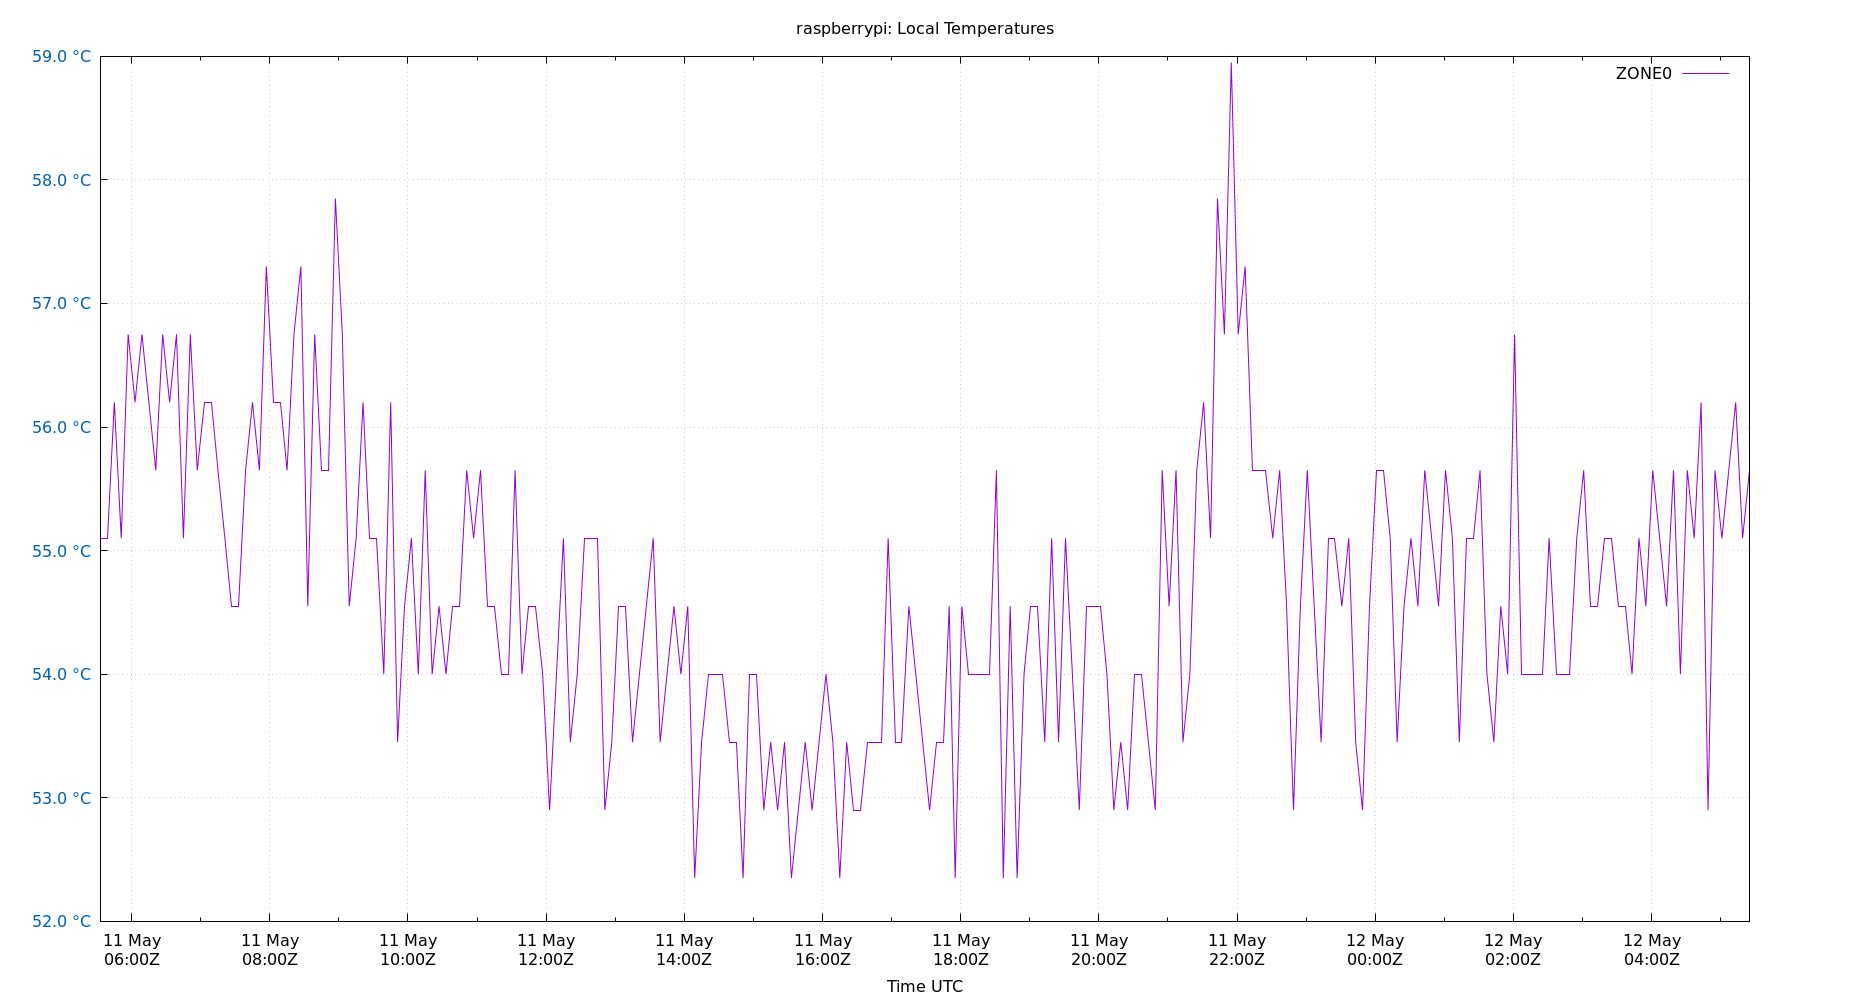 raspberrypi: Local Temperatures
59.0 °C
58.0 °C
57.0 °C
56.0 °C
55.0 °C
54.0 °C
53.0 °C
52.0 °C
ZONE0
11 May 11 May 11 May 11 May 11 May 11 May 11 May 11 May 11 May 12 May 12 May 12 May
06:00Z 08:00Z 10:00Z 12:00Z 14:00Z 16:00Z 18:00Z 20:00Z 22:00Z 00:00Z 02:00Z 04:00Z
Time UTC